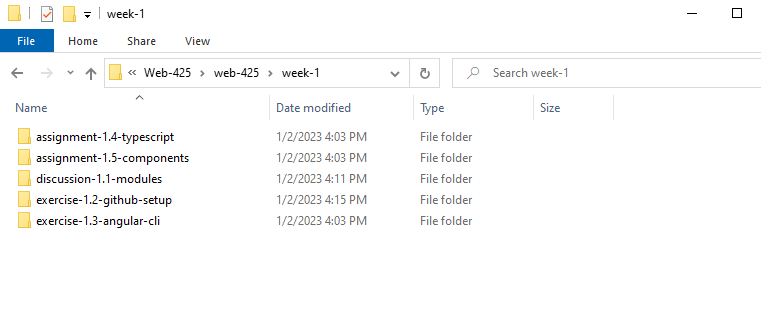 week-1
File Home Share View
« Web-425 > web-425 > week-1 Search week-1
Name Date modified Type Size
assignment-1.4-typescript 1/2/2023 4:03 PM File folder
assignment-1.5-components 1/2/2023 4:03 PM File folder
discussion-1.1-modules 1/2/2023 4:11 PM File folder
exercise-1.2-github-setup 1/2/2023 4:15 PM File folder
exercise-1.3-angular-cli 1/2/2023 4:03 PM File folder